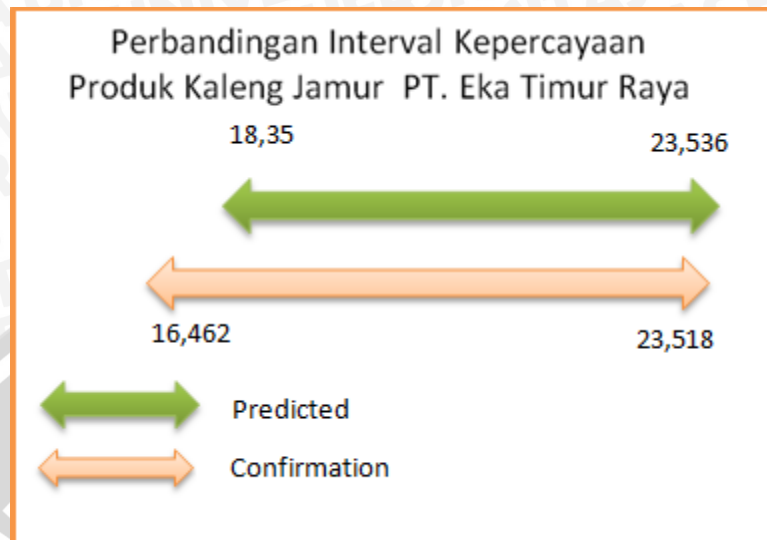 Perbandingan Interval Kepercayaan
Produk Kaleng Jamur PT. Eka Timur Raya
18,35
23,536
16,462
23,518
Predicted
Confirmation